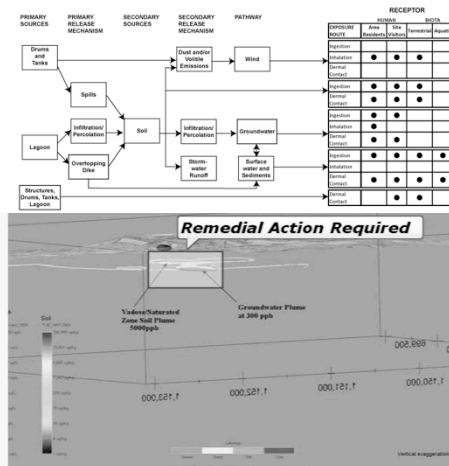 RECEPTOR
PRIMARY SOURCES
PRIMARY RELEASE MECHANISM
SECONDARY SOURCES
SECONDARY RELEASE MECHANISM
PATHWAY
HUMAN
BIOTA
EXPOSURE ROUTE
Area Residents
Site Visitors
Terrestrial
Aquatic
Drums and Tanks
Dust and/or Volitile Emissions
Wind
Ingestion
Inhalation
Dermal Contact
Spills
Ingestion
Dermal Contact
Lagoon
Infiltration/ Percolation
Soil
Infiltration/ Percolation
Groundwater
Ingestion
Inhalation
Dermal Contact
Overtopping Dike
Storm-water Runoff
Surface water and Sediments
Ingestion
Inhalation
Dermal Contact
Structures, Drums, Tanks, Lagoon
Dermal Contact
Remedial Action Required
Vadose/Saturated
Zone Soil Plume
5000ppb
Groundwater Plume
at 300 ppb
Soil
1,153,000
1,152,000
1,151,000
1,150,000
699,500
Vertical exaggeration